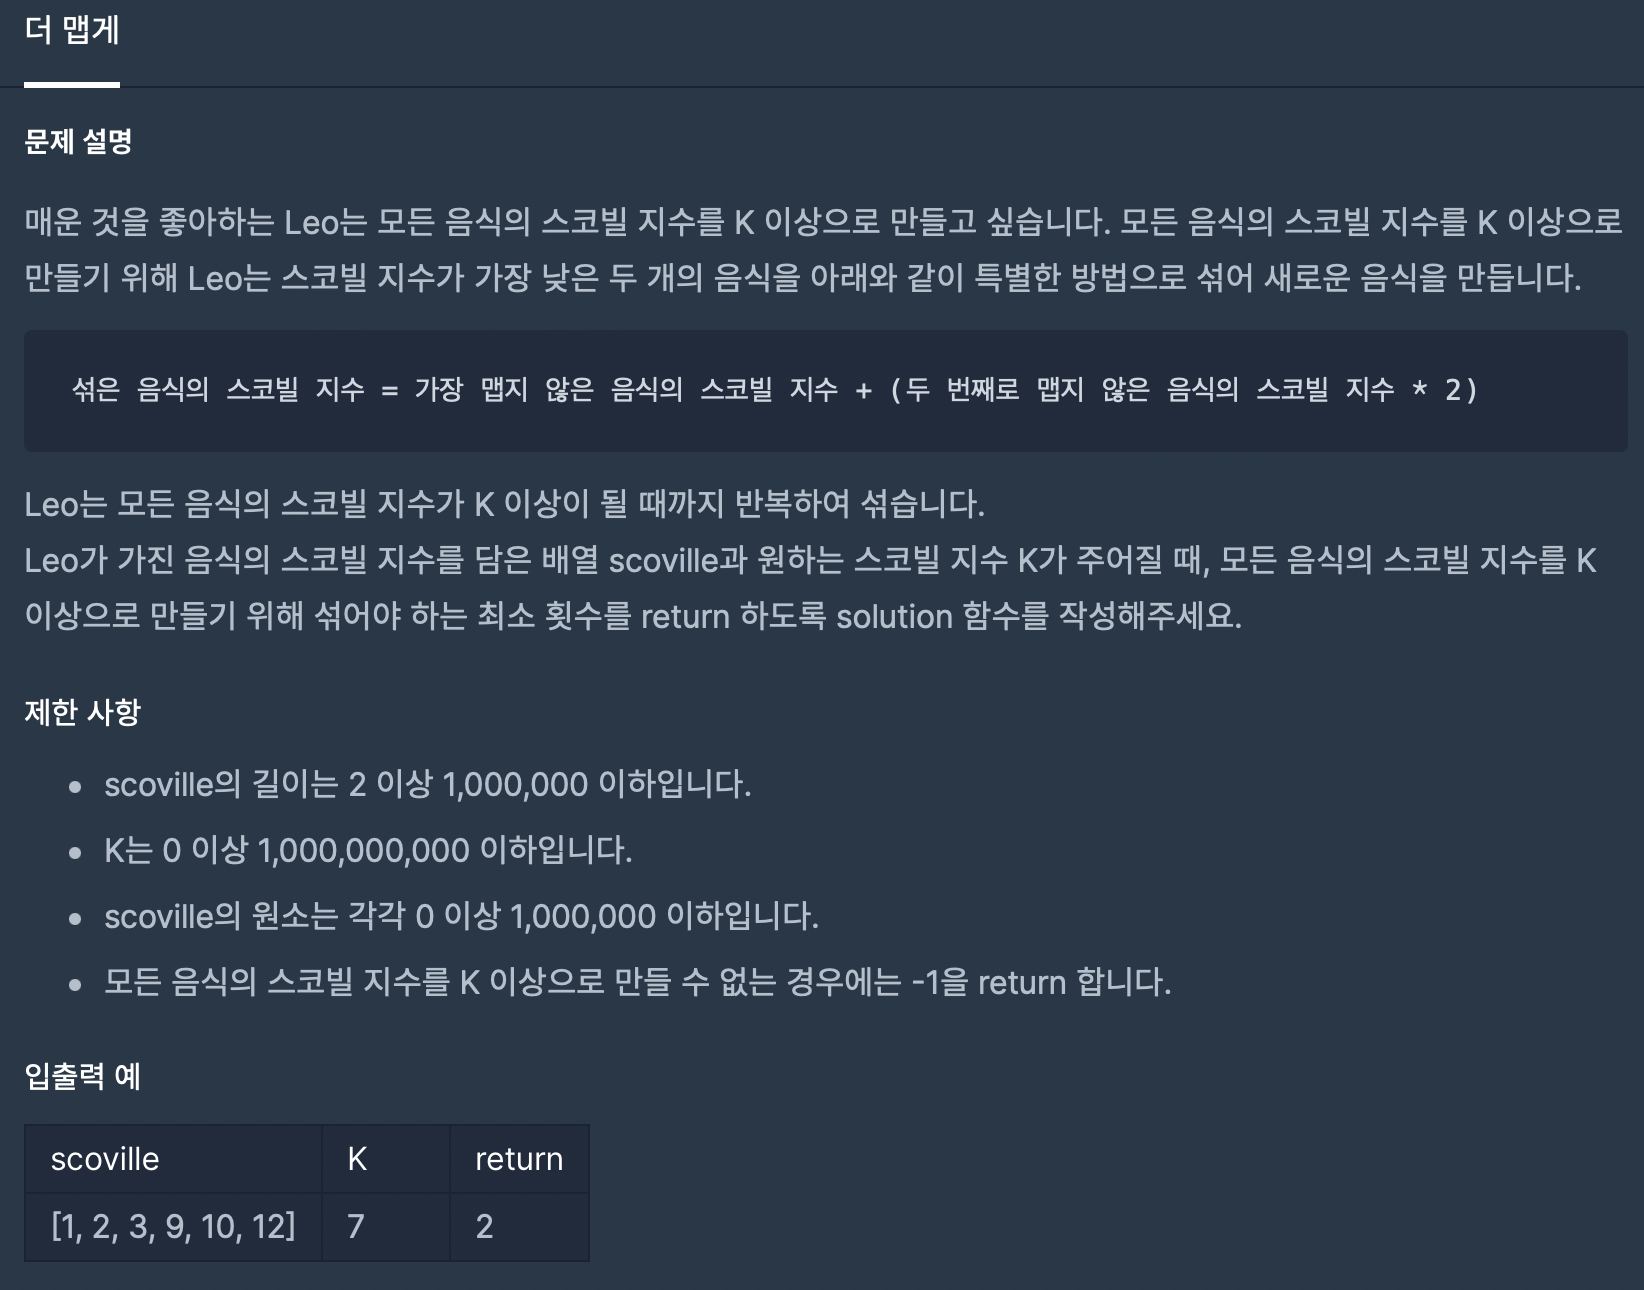 더 맵게
문제 설명
매운 것을 좋아하는 Leo는 모든 음식의 스코빌 지수를 K 이상으로 만들고 싶습니다. 모든 음식의 스코빌 지수를 K 이상으로
만들기 위해 Leo는 스코빌 지수가 가장 낮은 두 개의 음식을 아래와 같이 특별한 방법으로 섞어 새로운 음식을 만듭니다.
섞은 음식의 스코빌 지수 = 가장 맵지 않은 음식의 스코빌 지수 + (두 번째로 맵지 않은 음식의 스코빌 지수 * 2)
Leo는 모든 음식의 스코빌 지수가 K 이상이 될 때까지 반복하여 섞습니다.
Leo가 가진 음식의 스코빌 지수를 담은 배열 scoville과 원하는 스코빌 지수 K가 주어질 때, 모든 음식의 스코빌 지수를 K
이상으로 만들기 위해 섞어야 하는 최소 횟수를 return 하도록 solution 함수를 작성해주세요.
제한 사항
• scoville의 길이는 2 이상 1,000,000 이하입니다.
• K는 0 이상 1,000,000,000 이하입니다.
• scoville의 원소는 각각 0 이상 1,000,000 이하입니다.
• 모든 음식의 스코빌 지수를 K 이상으로 만들 수 없는 경우에는 -1을 return 합니다.
입출력 예
scoville K return
[1, 2, 3, 9, 10, 12] 7 2